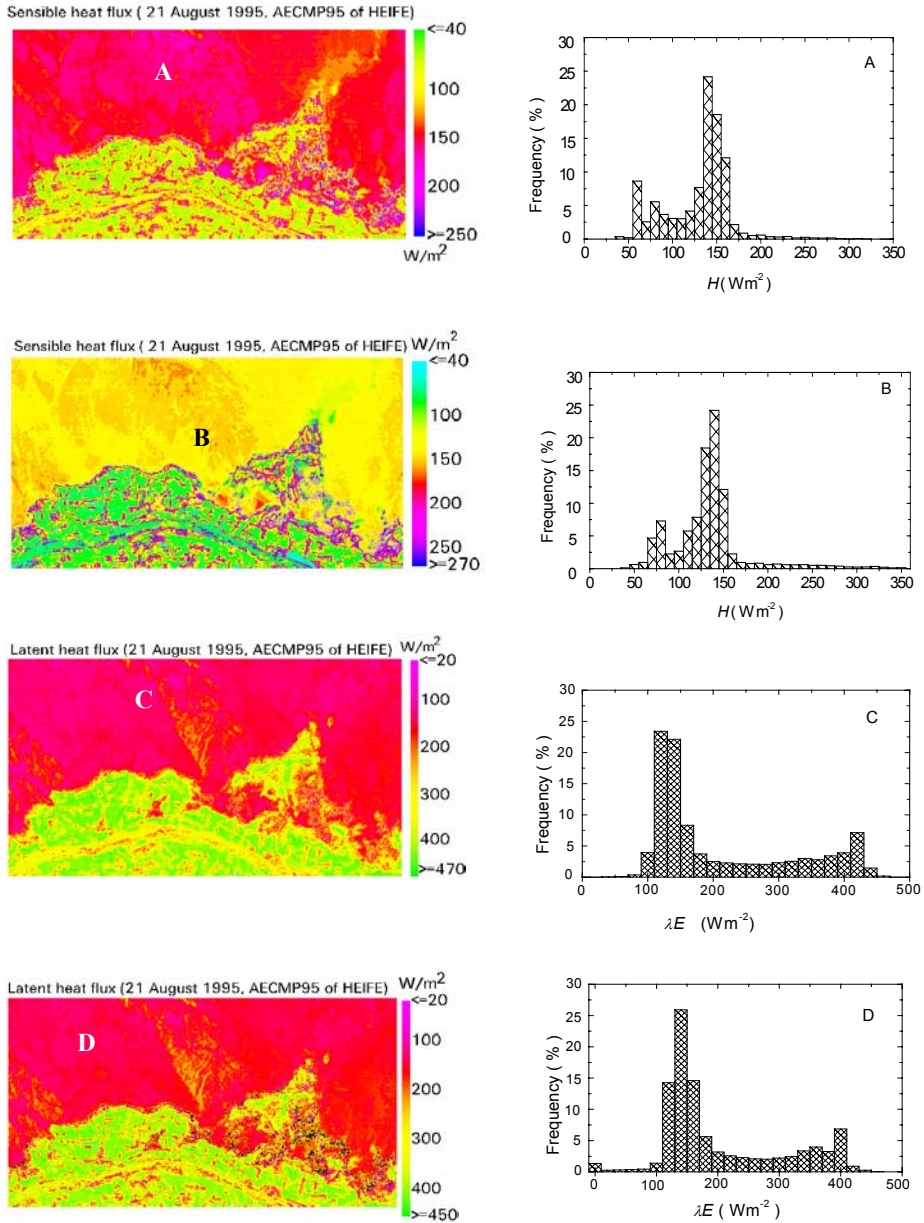 Sensible heat flux ( 21 August 1995, AECMP95 of HEIFE)
<=40
100
150
200
>=250
W/m²
A
A
30
25
20
15
10
5
0
Frequency ( % )
0 50 100 150 200 250 300 350
H(Wm⁻²)
Sensible heat flux ( 21 August 1995, AECMP95 of HEIFE) W/m²
<=40
100
150
200
250
>=270
B
B
30
25
20
15
10
5
0
Frequency ( % )
0 50 100 150 200 250 300 350
H(Wm⁻²)
Latent heat flux (21 August 1995, AECMP95 of HEIFE) W/m²
<=20
100
200
300
400
>=470
C
C
30
25
20
15
10
5
0
Frequency ( % )
0 100 200 300 400 500
λE (Wm⁻²)
Latent heat flux (21 August 1995, AECMP95 of HEIFE) W/m²
<=20
100
200
300
400
>=450
D
D
30
25
20
15
10
5
0
Frequency ( % )
0 100 200 300 400 500
λE ( Wm⁻²)